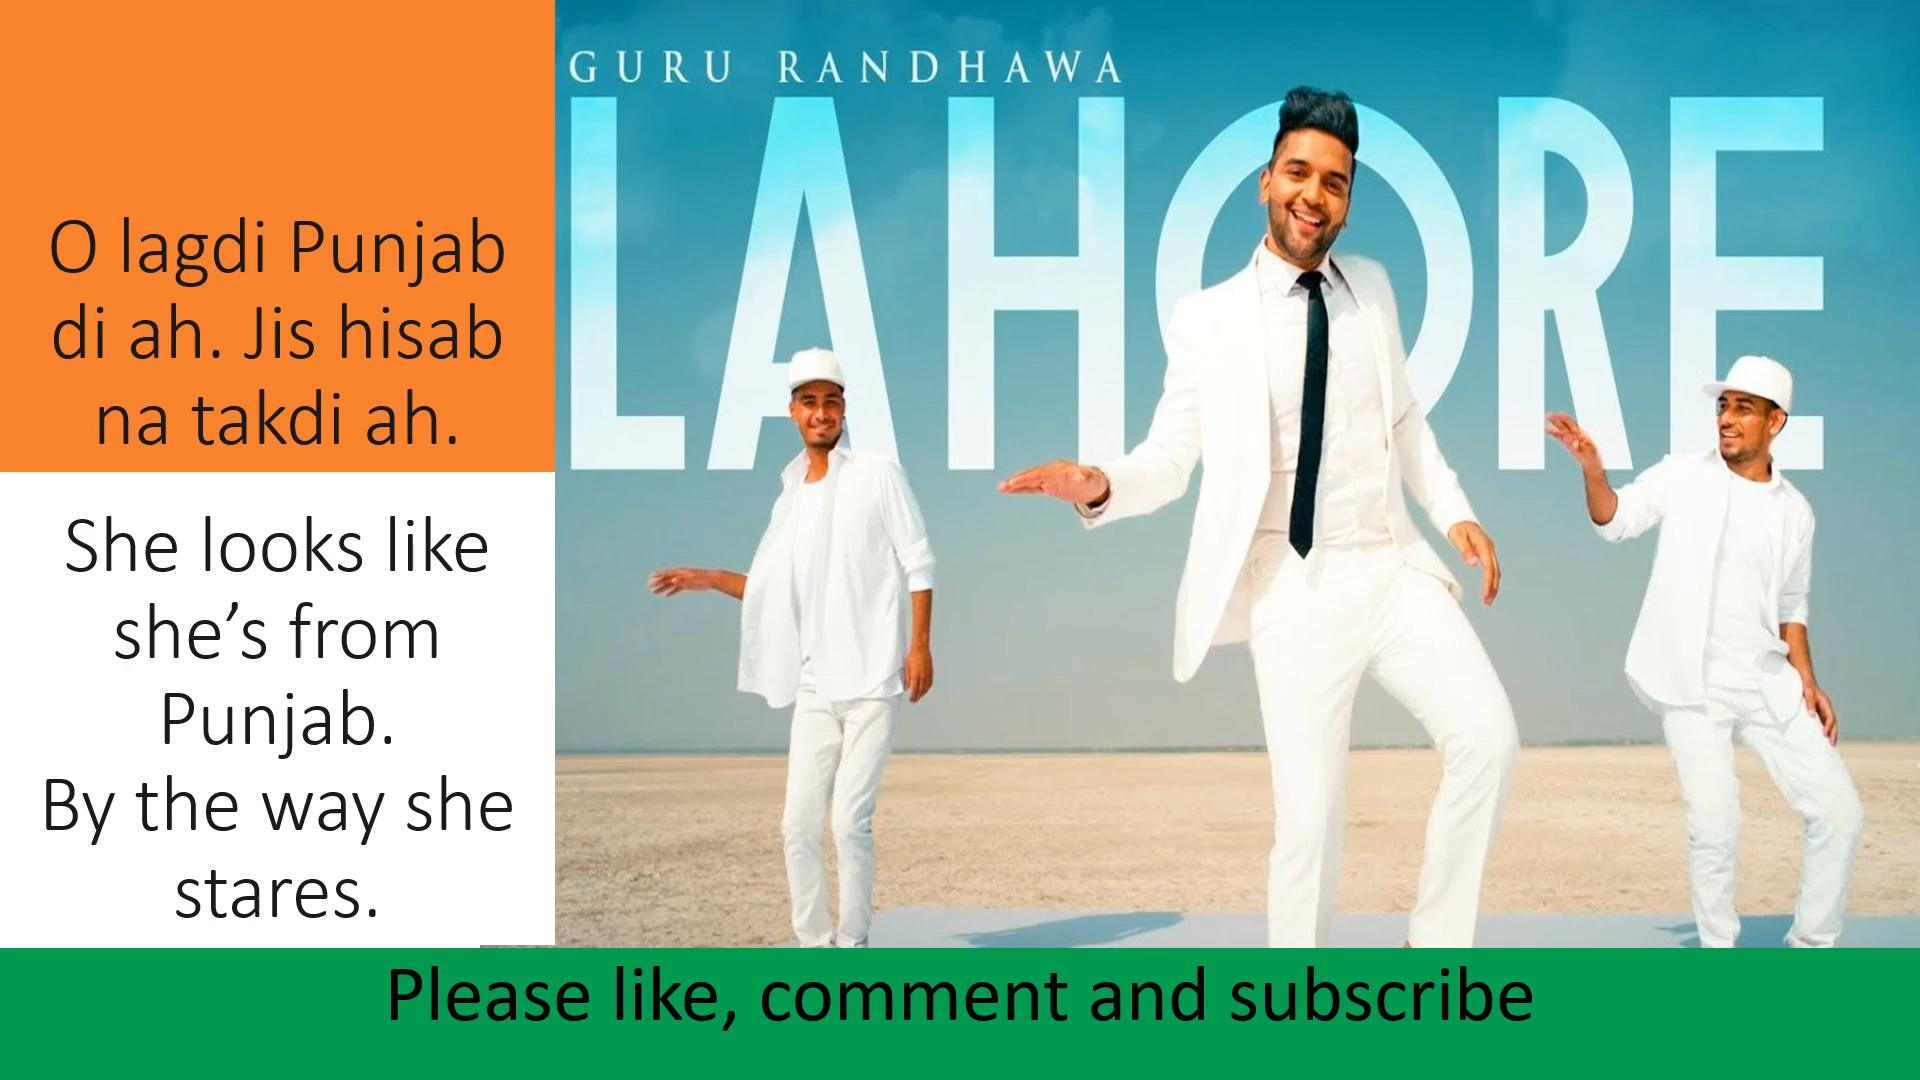 O lagdi Punjab
di ah. Jis hisab
na takdi ah.
She looks like
she’s from
Punjab.
By the way she
stares.
GURU RANDHAWA
LAHORE
Please like, comment and subscribe